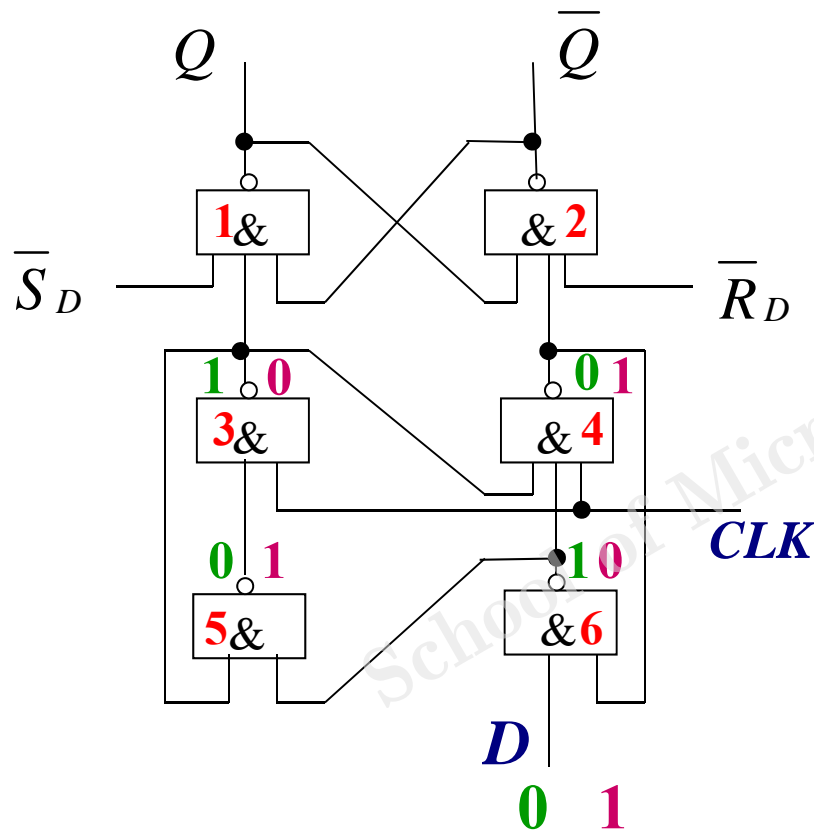 Q Q̅
1& &2
S̅D R̅D
1 0 0 1
3& &4
CLK
0 1 1 0
5& &6
D
0 1
School of Micr